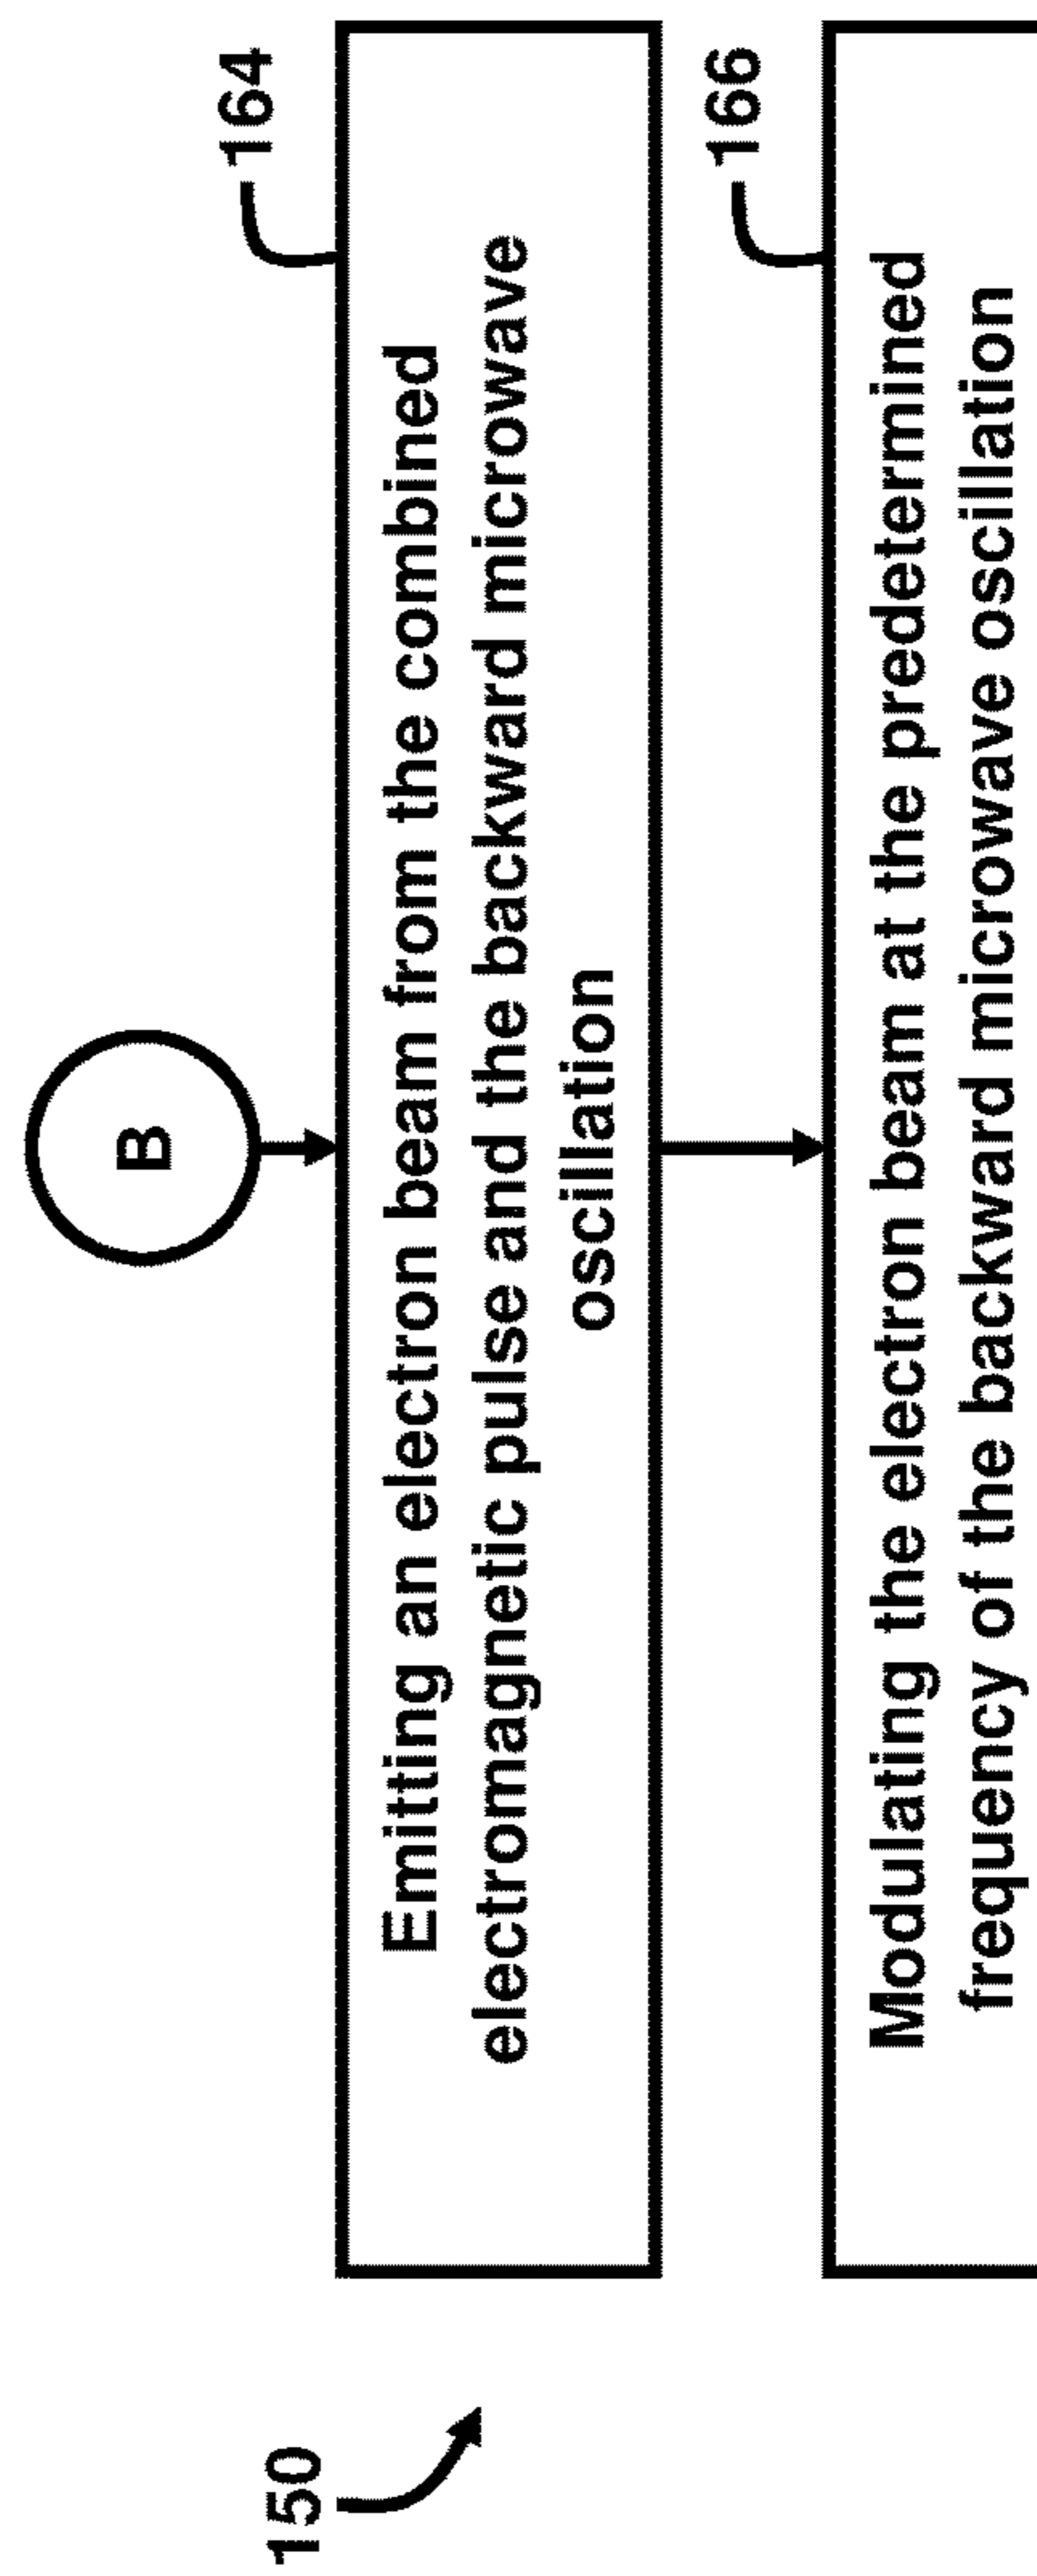 150
B
164
Emitting an electron beam from the combined
electromagnetic pulse and the backward microwave
oscillation
166
Modulating the electron beam at the predetermined
frequency of the backward microwave oscillation